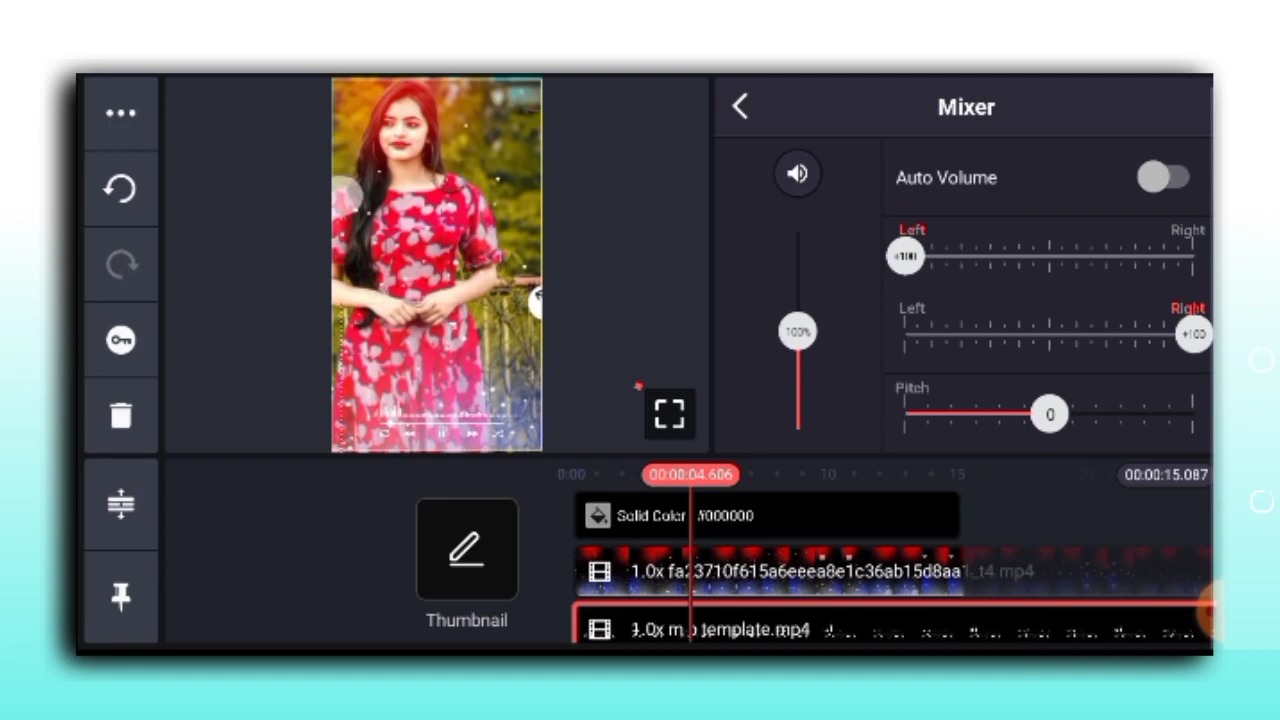 Mixer
Auto Volume
Left
Right
+100
Left
Right
+100
100%
Pitch
0
0:00
00:00:04.606
10
15
00:00:15.087
Solid Color #000000
1.0x fa23710f615a6eeea8e1c36ab15d8aa1_t4.mp4
1.0x m p template.mp4
Thumbnail